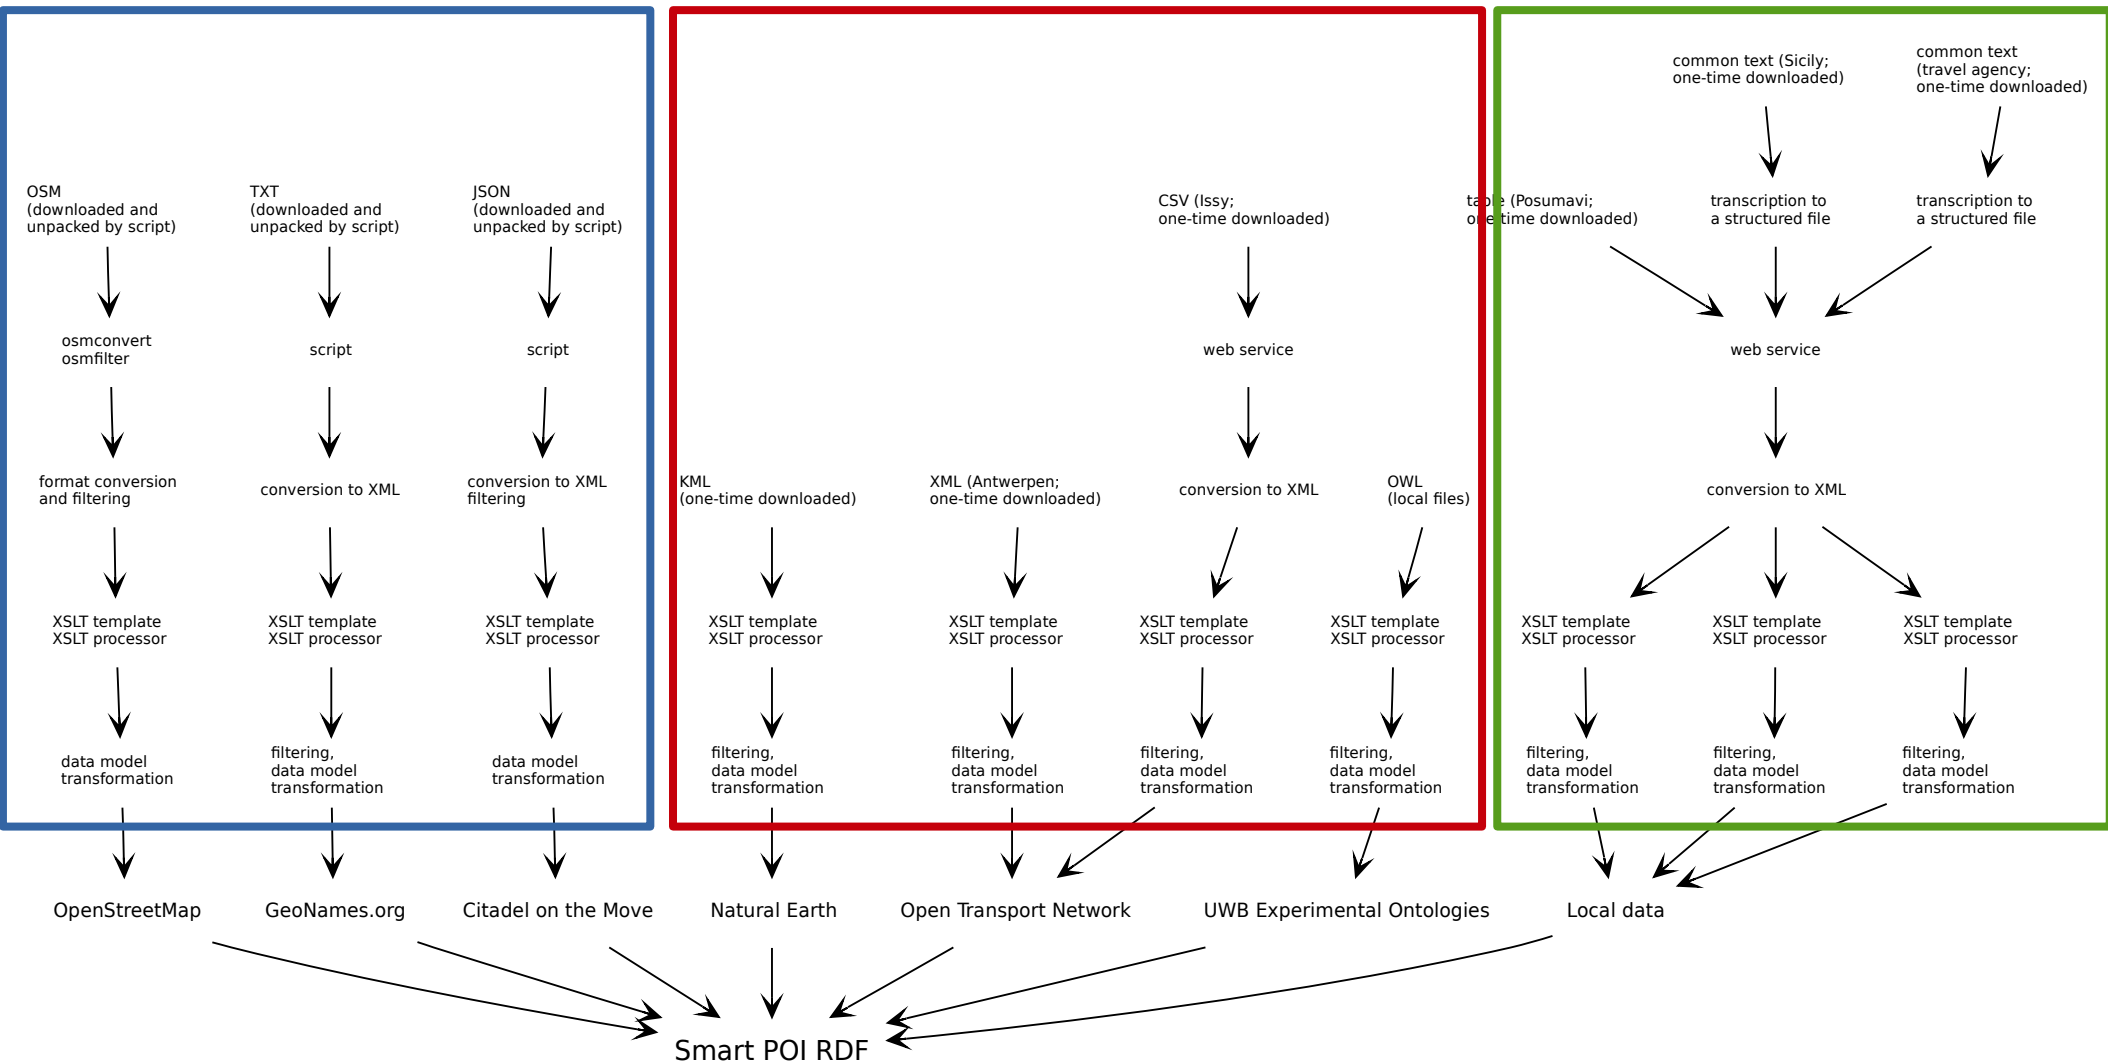 common text (Sicily;
one-time downloaded)
common text
(travel agency;
one-time downloaded)
OSM
(downloaded and
unpacked by script)
TXT
(downloaded and
unpacked by script)
JSON
(downloaded and
unpacked by script)
CSV (Issy;
one-time downloaded)
table (Posumavi;
one-time downloaded)
transcription to
a structured file
transcription to
a structured file
osmconvert
osmfilter
script
script
web service
web service
format conversion
and filtering
conversion to XML
conversion to XML
filtering
KML
(one-time downloaded)
XML (Antwerpen;
one-time downloaded)
conversion to XML
OWL
(local files)
conversion to XML
XSLT template
XSLT processor
XSLT template
XSLT processor
XSLT template
XSLT processor
XSLT template
XSLT processor
XSLT template
XSLT processor
XSLT template
XSLT processor
XSLT template
XSLT processor
XSLT template
XSLT processor
XSLT template
XSLT processor
XSLT template
XSLT processor
data model
transformation
filtering,
data model
transformation
data model
transformation
filtering,
data model
transformation
filtering,
data model
transformation
filtering,
data model
transformation
filtering,
data model
transformation
filtering,
data model
transformation
filtering,
data model
transformation
filtering,
data model
transformation
OpenStreetMap
GeoNames.org
Citadel on the Move
Natural Earth
Open Transport Network
UWB Experimental Ontologies
Local data
Smart POI RDF